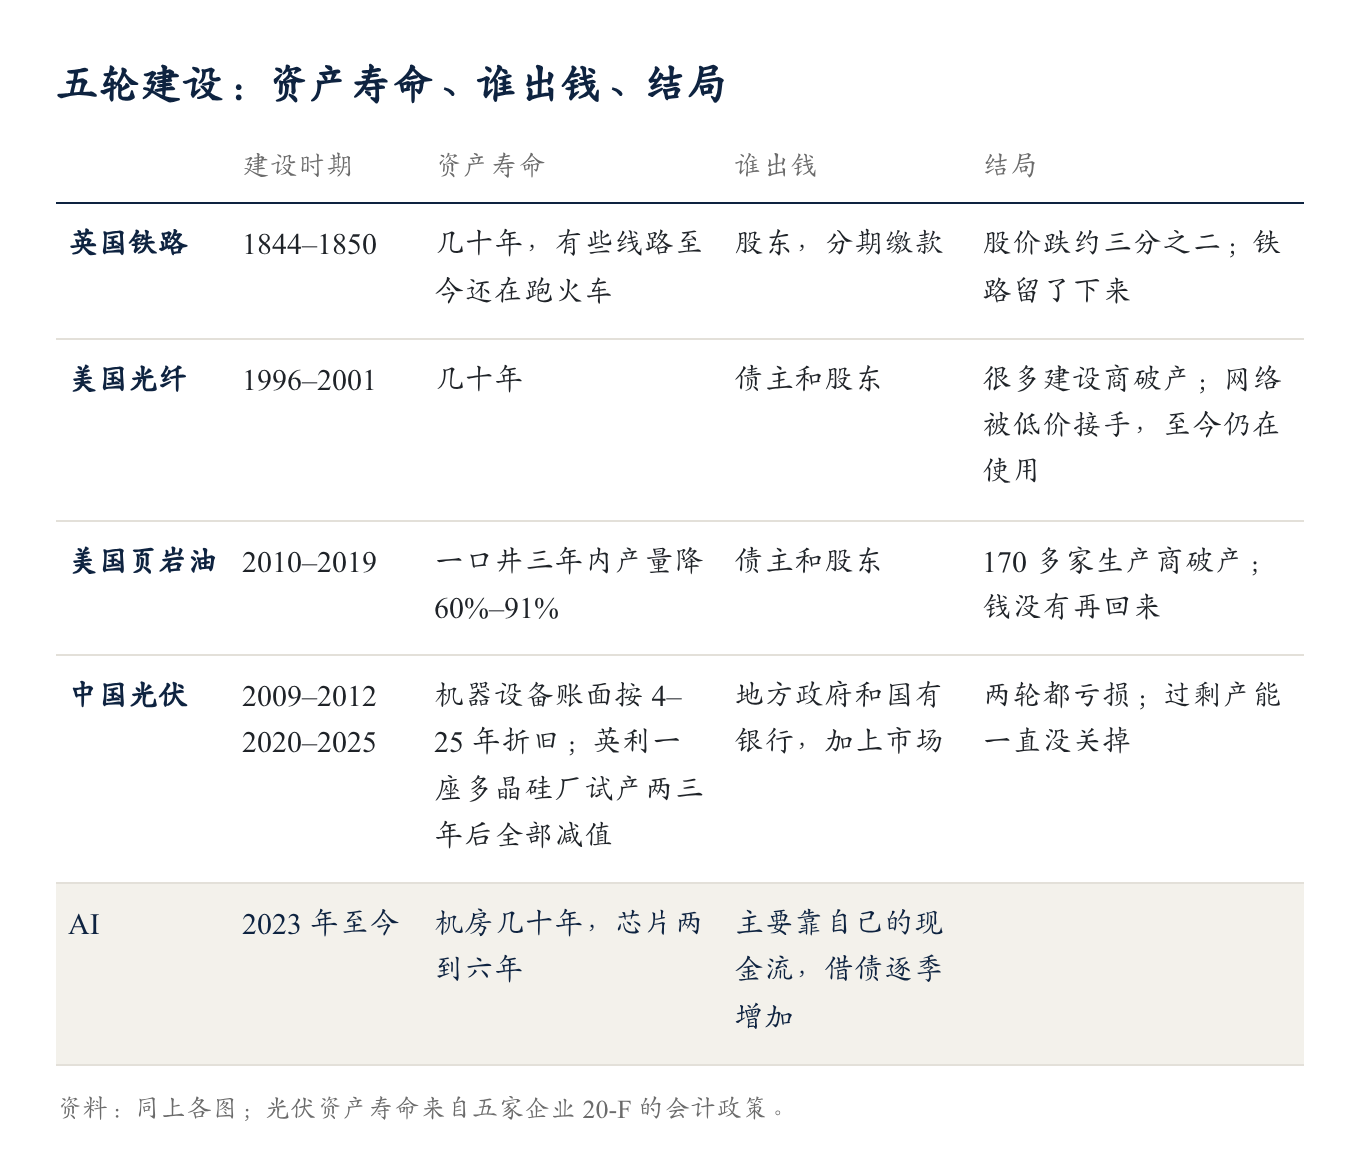 五轮建设：资产寿命、谁出钱、结局
建设时期 资产寿命 谁出钱 结局
英国铁路 1844–1850 几十年，有些线路至 股东，分期缴款 股价跌约三分之二；铁
今还在跑火车 路留了下来
美国光纤 1996–2001 几十年 债主和股东 很多建设商破产；网络
被低价接手，至今仍在
使用
美国页岩油 2010–2019 一口井三年内产量降 债主和股东 170 多家生产商破产；
60%–91% 钱没有再回来
中国光伏 2009–2012 机器设备账面按 4– 地方政府和国有 两轮都亏损；过剩产能
2020–2025 25 年折旧；英利一 银行，加上市场 一直没关掉
座多晶硅厂试产两三
年后全部减值
AI 2023 年至今 机房几十年，芯片两 主要靠自己的现
到六年 金流，借债逐季
增加
资料：同上各图；光伏资产寿命来自五家企业 20-F 的会计政策。